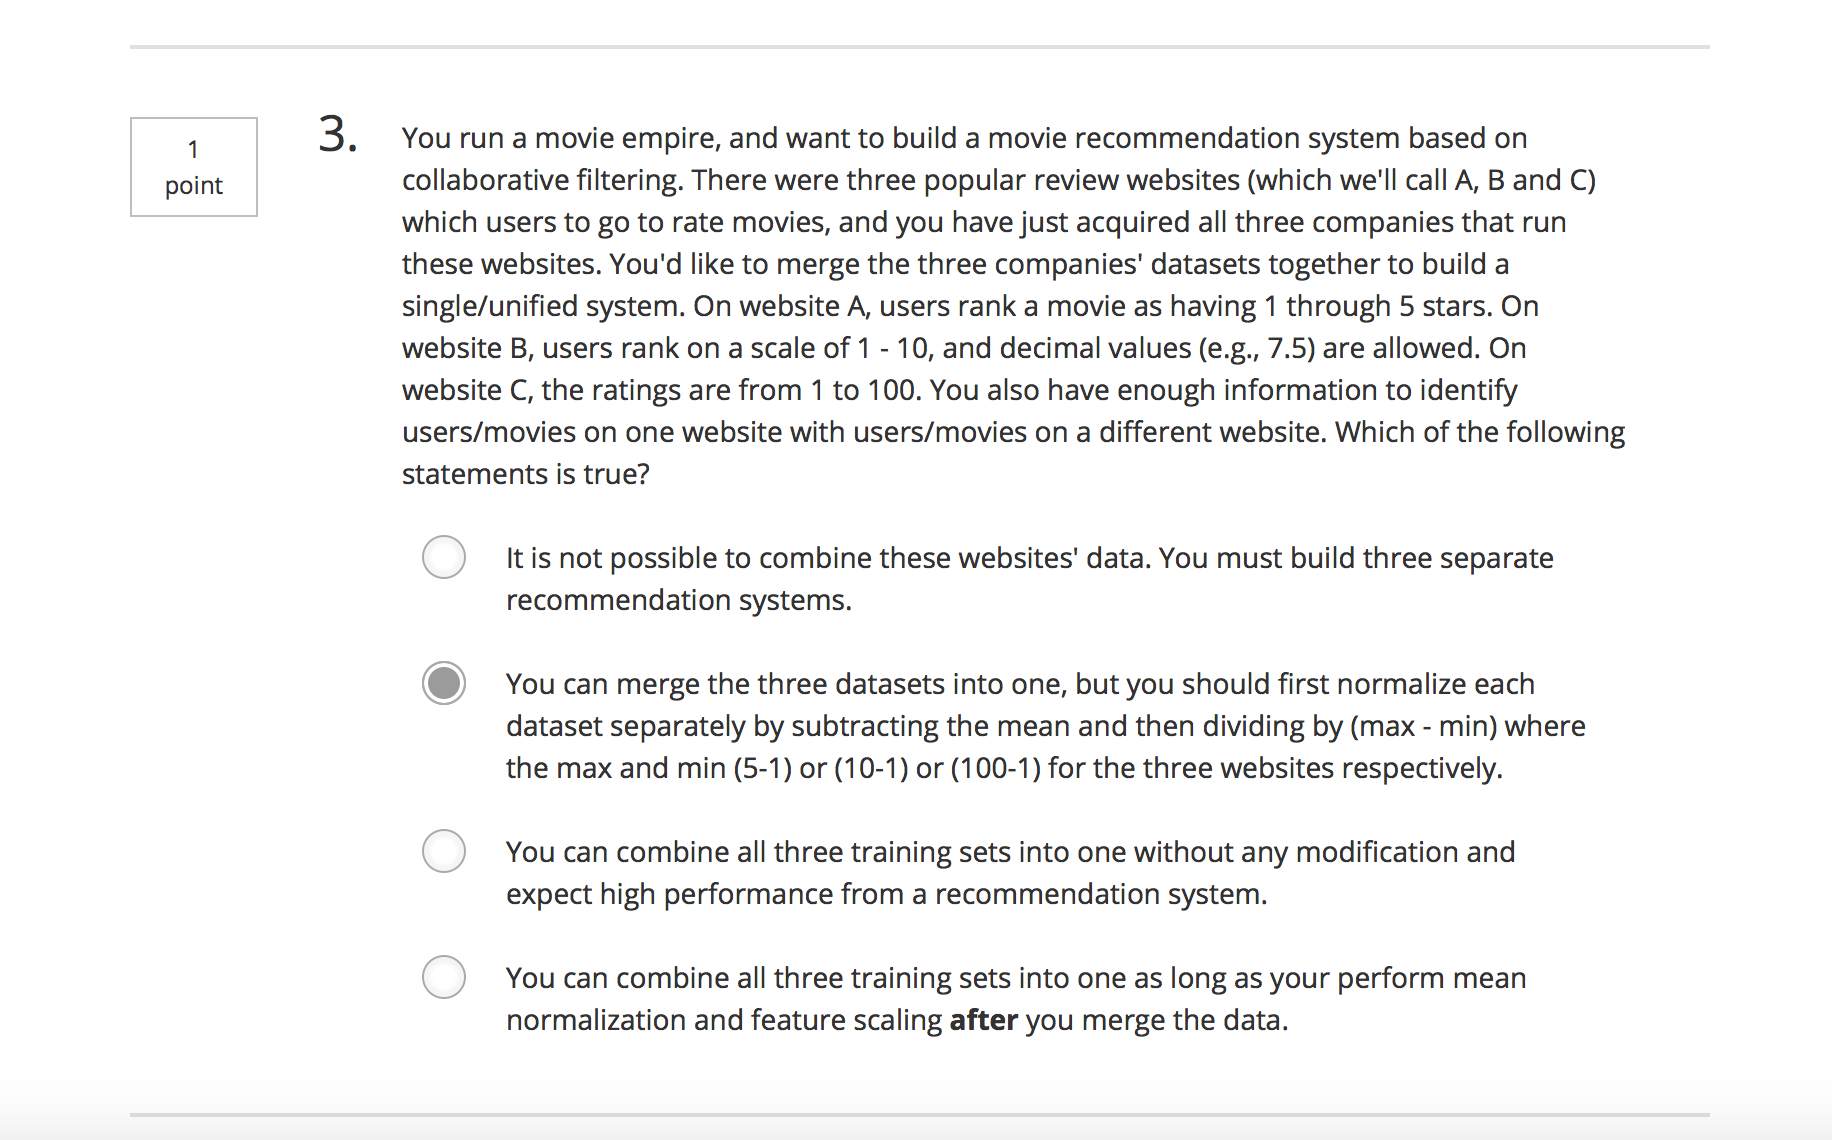 1
point
3.
You run a movie empire, and want to build a movie recommendation system based on
collaborative filtering. There were three popular review websites (which we'll call A, B and C)
which users to go to rate movies, and you have just acquired all three companies that run
these websites. You'd like to merge the three companies' datasets together to build a
single/unified system. On website A, users rank a movie as having 1 through 5 stars. On
website B, users rank on a scale of 1 - 10, and decimal values (e.g., 7.5) are allowed. On
website C, the ratings are from 1 to 100. You also have enough information to identify
users/movies on one website with users/movies on a different website. Which of the following
statements is true?
It is not possible to combine these websites' data. You must build three separate
recommendation systems.
You can merge the three datasets into one, but you should first normalize each
dataset separately by subtracting the mean and then dividing by (max - min) where
the max and min (5-1) or (10-1) or (100-1) for the three websites respectively.
You can combine all three training sets into one without any modification and
expect high performance from a recommendation system.
You can combine all three training sets into one as long as your perform mean
normalization and feature scaling after you merge the data.